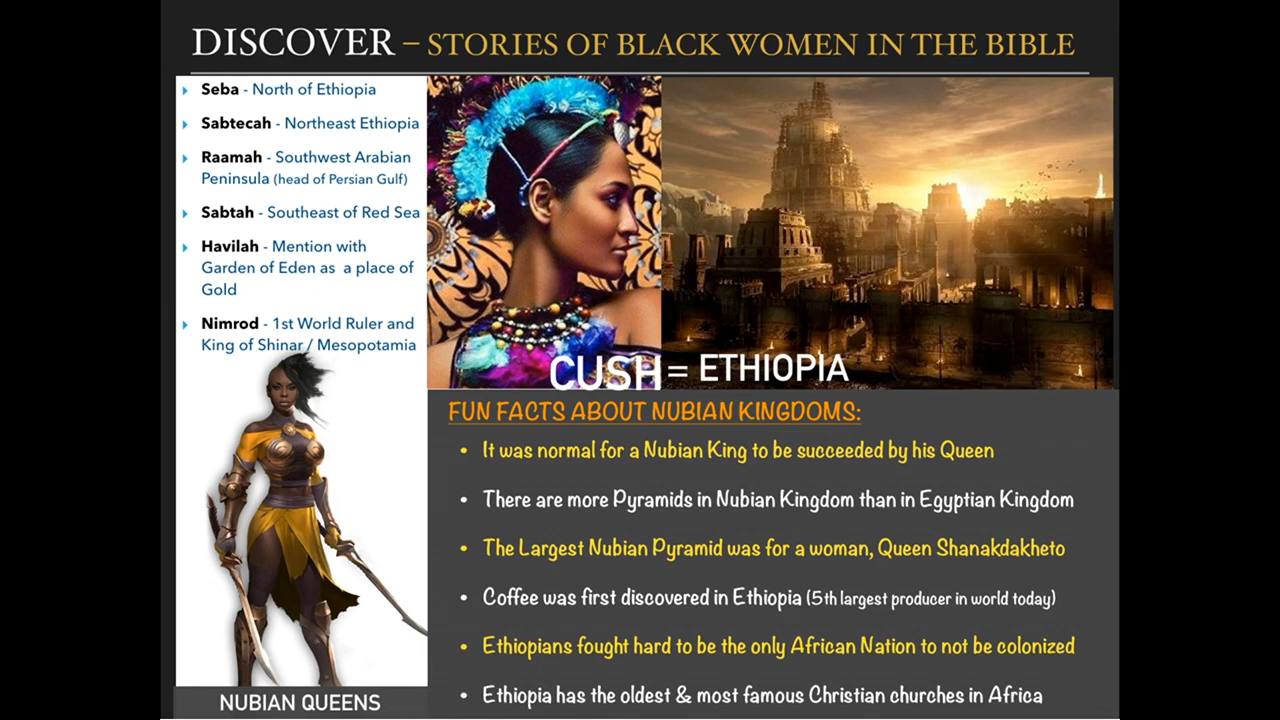 DISCOVER – STORIES OF BLACK WOMEN IN THE BIBLE
Seba - North of Ethiopia
Sabtecah - Northeast Ethiopia
Raamah - Southwest Arabian
Peninsula (head of Persian Gulf)
Sabtah - Southeast of Red Sea
Havilah - Mention with
Garden of Eden as a place of
Gold
Nimrod - 1st World Ruler and
King of Shinar / Mesopotamia
NUBIAN QUEENS
CUSH = ETHIOPIA
FUN FACTS ABOUT NUBIAN KINGDOMS:
• It was normal for a Nubian King to be succeeded by his Queen
• There are more Pyramids in Nubian Kingdom than in Egyptian Kingdom
• The Largest Nubian Pyramid was for a woman, Queen Shanakdakheto
• Coffee was first discovered in Ethiopia (5th largest producer in world today)
• Ethiopians fought hard to be the only African Nation to not be colonized
• Ethiopia has the oldest & most famous Christian churches in Africa